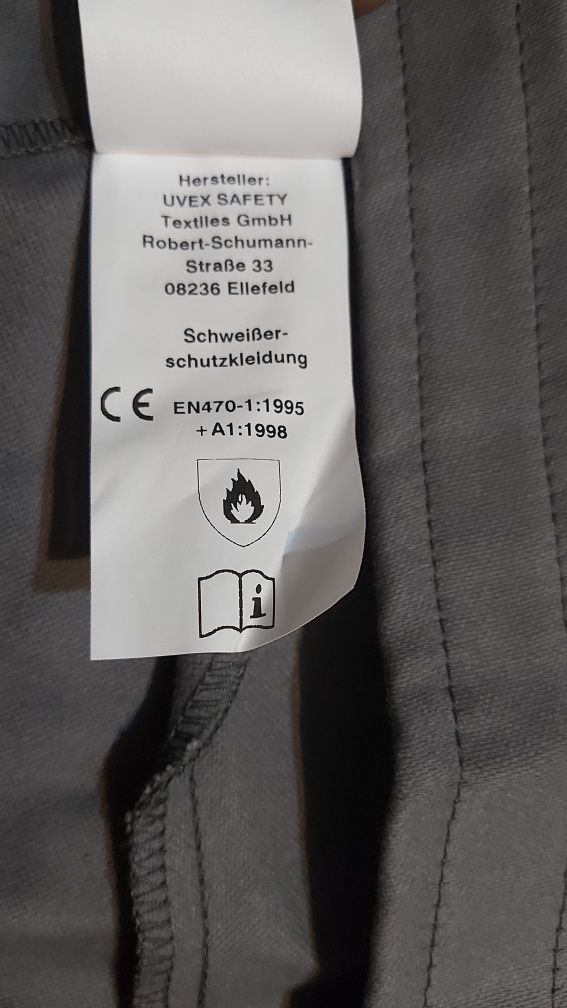 Hersteller:
UVEX SAFETY
Textiles GmbH
Robert-Schumann-
Straße 33
08236 Ellefeld
Schweißer-
schutzkleidung
CE EN470-1:1995
+ A1:1998
i